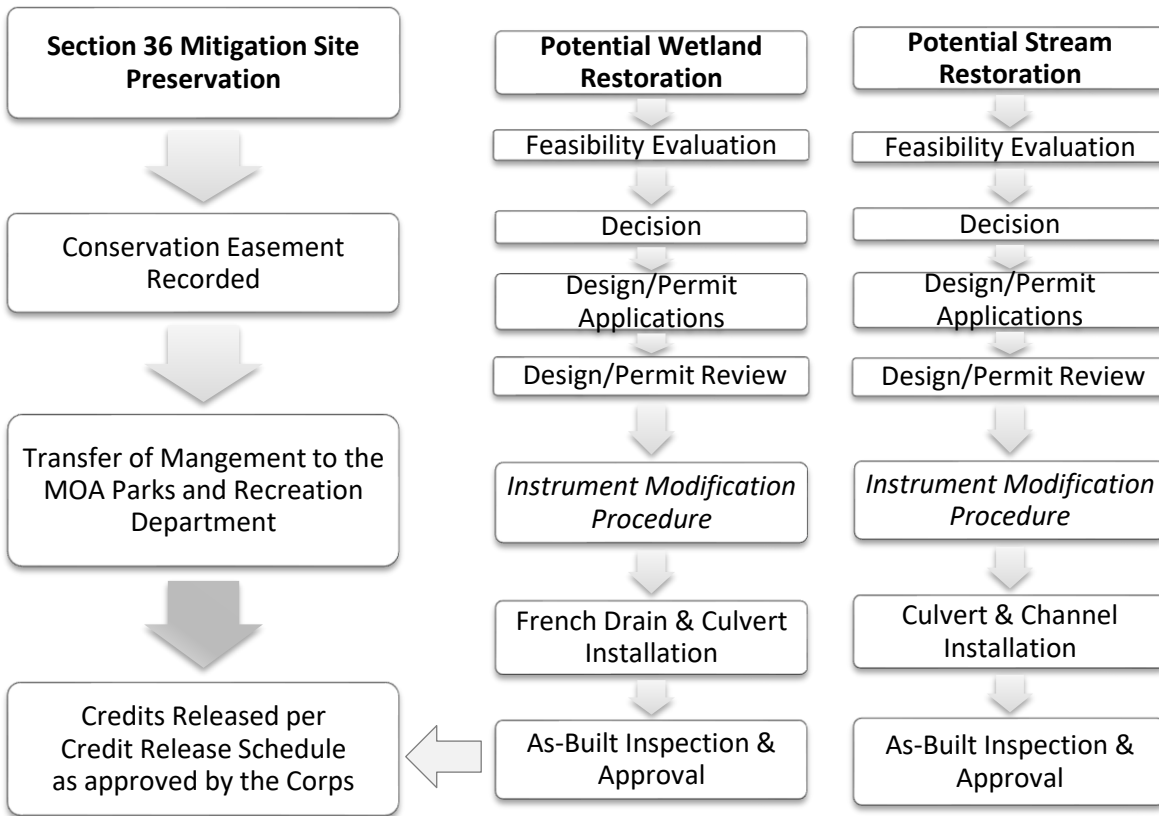 Section 36 Mitigation Site
Preservation
Conservation Easement
Recorded
Transfer of Mangement to the
MOA Parks and Recreation
Department
Credits Released per
Credit Release Schedule
as approved by the Corps
Potential Wetland
Restoration
Feasibility Evaluation
Decision
Design/Permit
Applications
Design/Permit Review
Instrument Modification
Procedure
French Drain & Culvert
Installation
As-Built Inspection &
Approval
Potential Stream
Restoration
Feasibility Evaluation
Decision
Design/Permit
Applications
Design/Permit Review
Instrument Modification
Procedure
Culvert & Channel
Installation
As-Built Inspection &
Approval